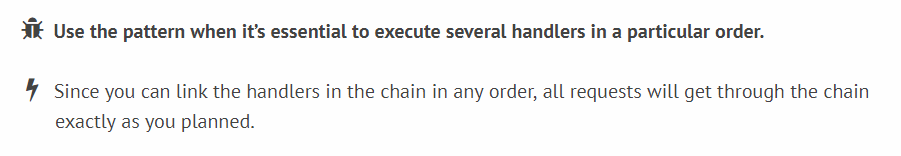 Use the pattern when it's essential to execute several handlers in a particular order.
Since you can link the handlers in the chain in any order, all requests will get through the chain
exactly as you planned.